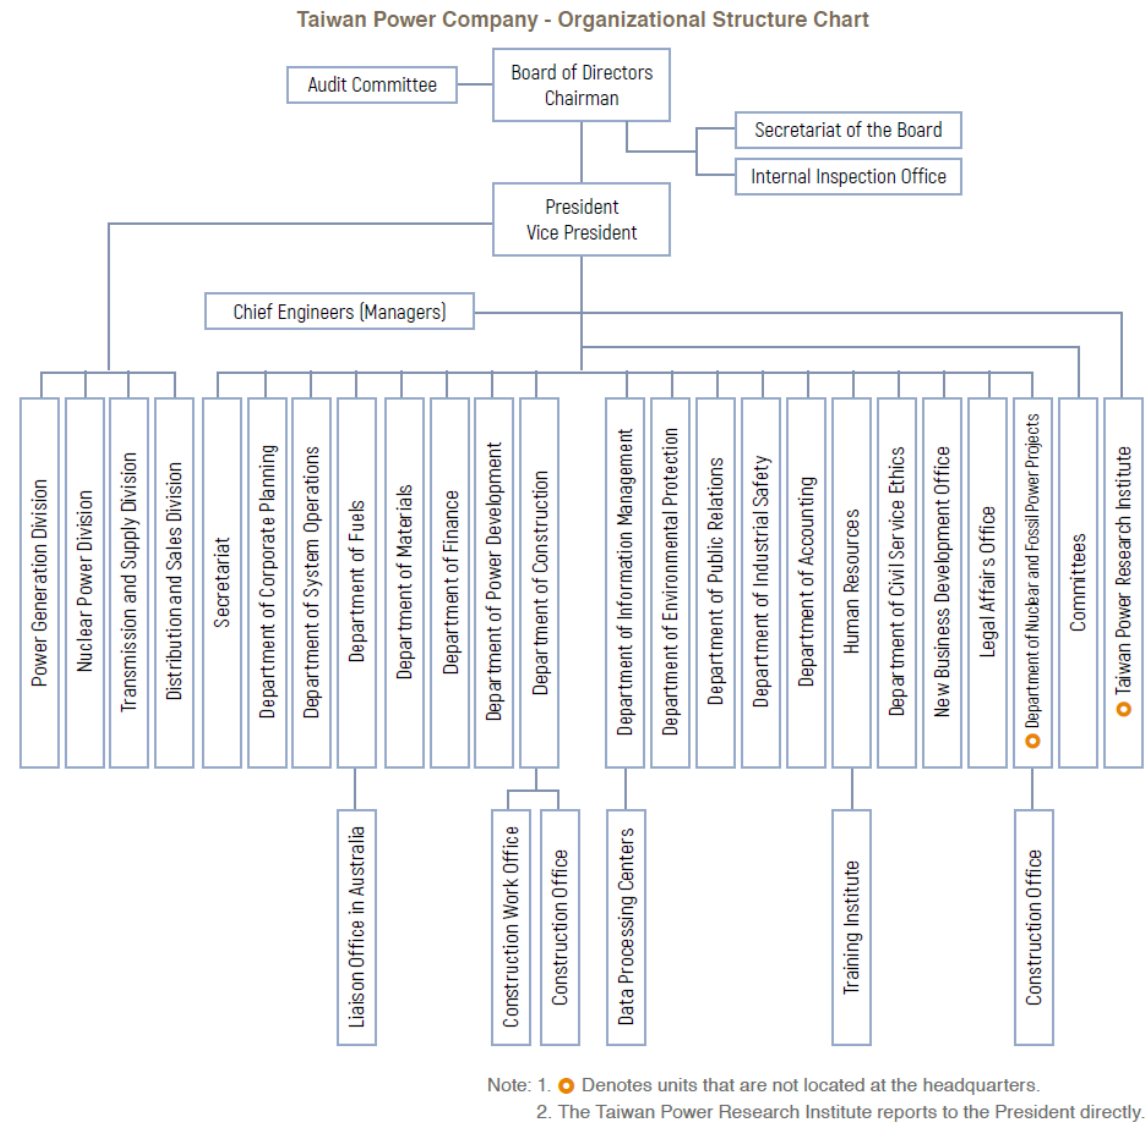 Taiwan Power Company - Organizational Structure Chart
Board of Directors
Chairman
Audit Committee
Secretariat of the Board
Internal Inspection Office
President
Vice President
Chief Engineers (Managers)
Power Generation Division
Nuclear Power Division
Transmission and Supply Division
Distribution and Sales Division
Secretariat
Department of Corporate Planning
Department of System Operations
Department of Fuels
Department of Materials
Department of Finance
Department of Power Development
Department of Construction
Department of Information Management
Department of Environmental Protection
Department of Public Relations
Department of Industrial Safety
Department of Accounting
Human Resources
Department of Civil Service Ethics
New Business Development Office
Legal Affairs Office
Department of Nuclear and Fossil Power Projects
Committees
Taiwan Power Research Institute
Liaison Office in Australia
Construction Work Office
Construction Office
Data Processing Centers
Training Institute
Construction Office
Note: 1. Denotes units that are not located at the headquarters.
2. The Taiwan Power Research Institute reports to the President directly.